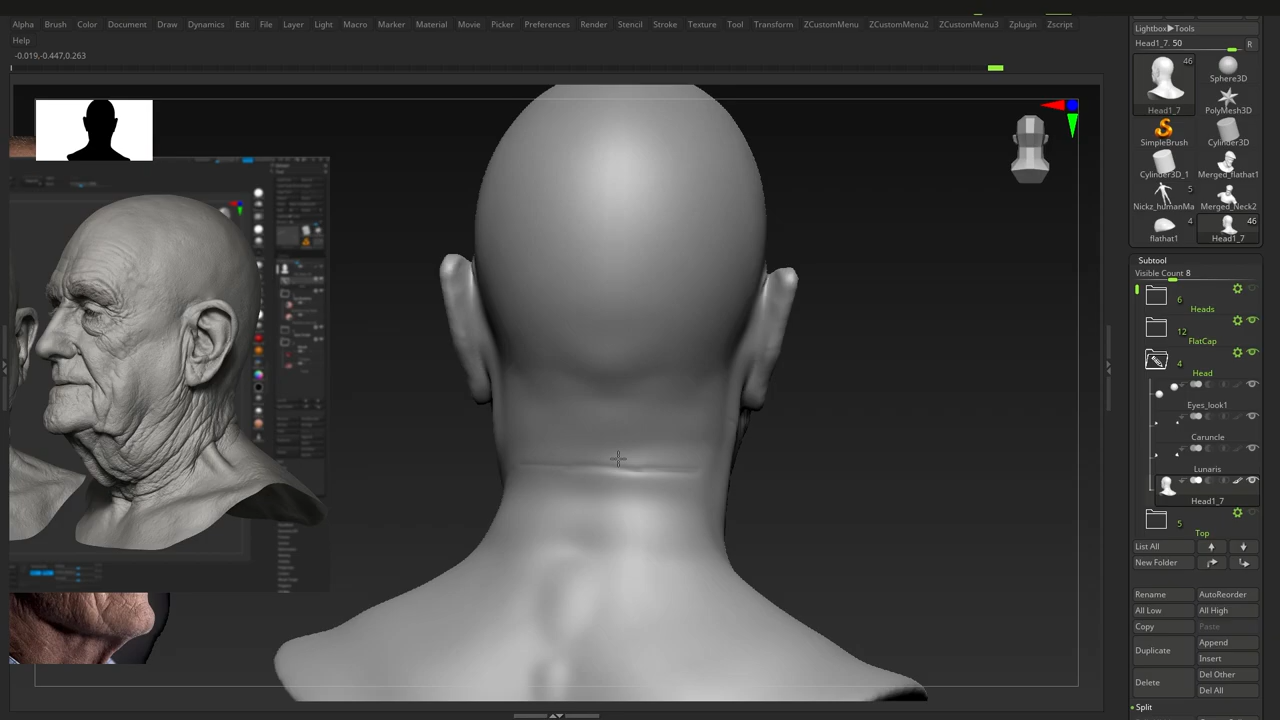 Alpha Brush Color Document Draw Dynamics Edit File Layer Light Macro Marker Material Movie Picker Preferences Render Stencil Stroke Texture Tool Transform ZCustomMenu ZCustomMenu2 ZCustomMenu3 Zplugin Zscript
Help
-0.019,-0.447,0.263
Lightbox▶Tools
Head1_7. 50 R
46
Head1_7 Sphere3D
PolyMesh3D
SimpleBrush Cylinder3D
Cylinder3D_1 Merged_flathat1
5
Nickz_humanMa Merged_Neck2
4 46
flathat1 Head1_7
Subtool
Visible Count 8
6
Heads
12
FlatCap
4
Head
Eyes_look1
Caruncle
Lunaris
Head1_7
5
Top
List All
New Folder
Rename AutoReorder
All Low All High
Copy Paste
Duplicate Append
Insert
Delete Del Other
Del All
Split